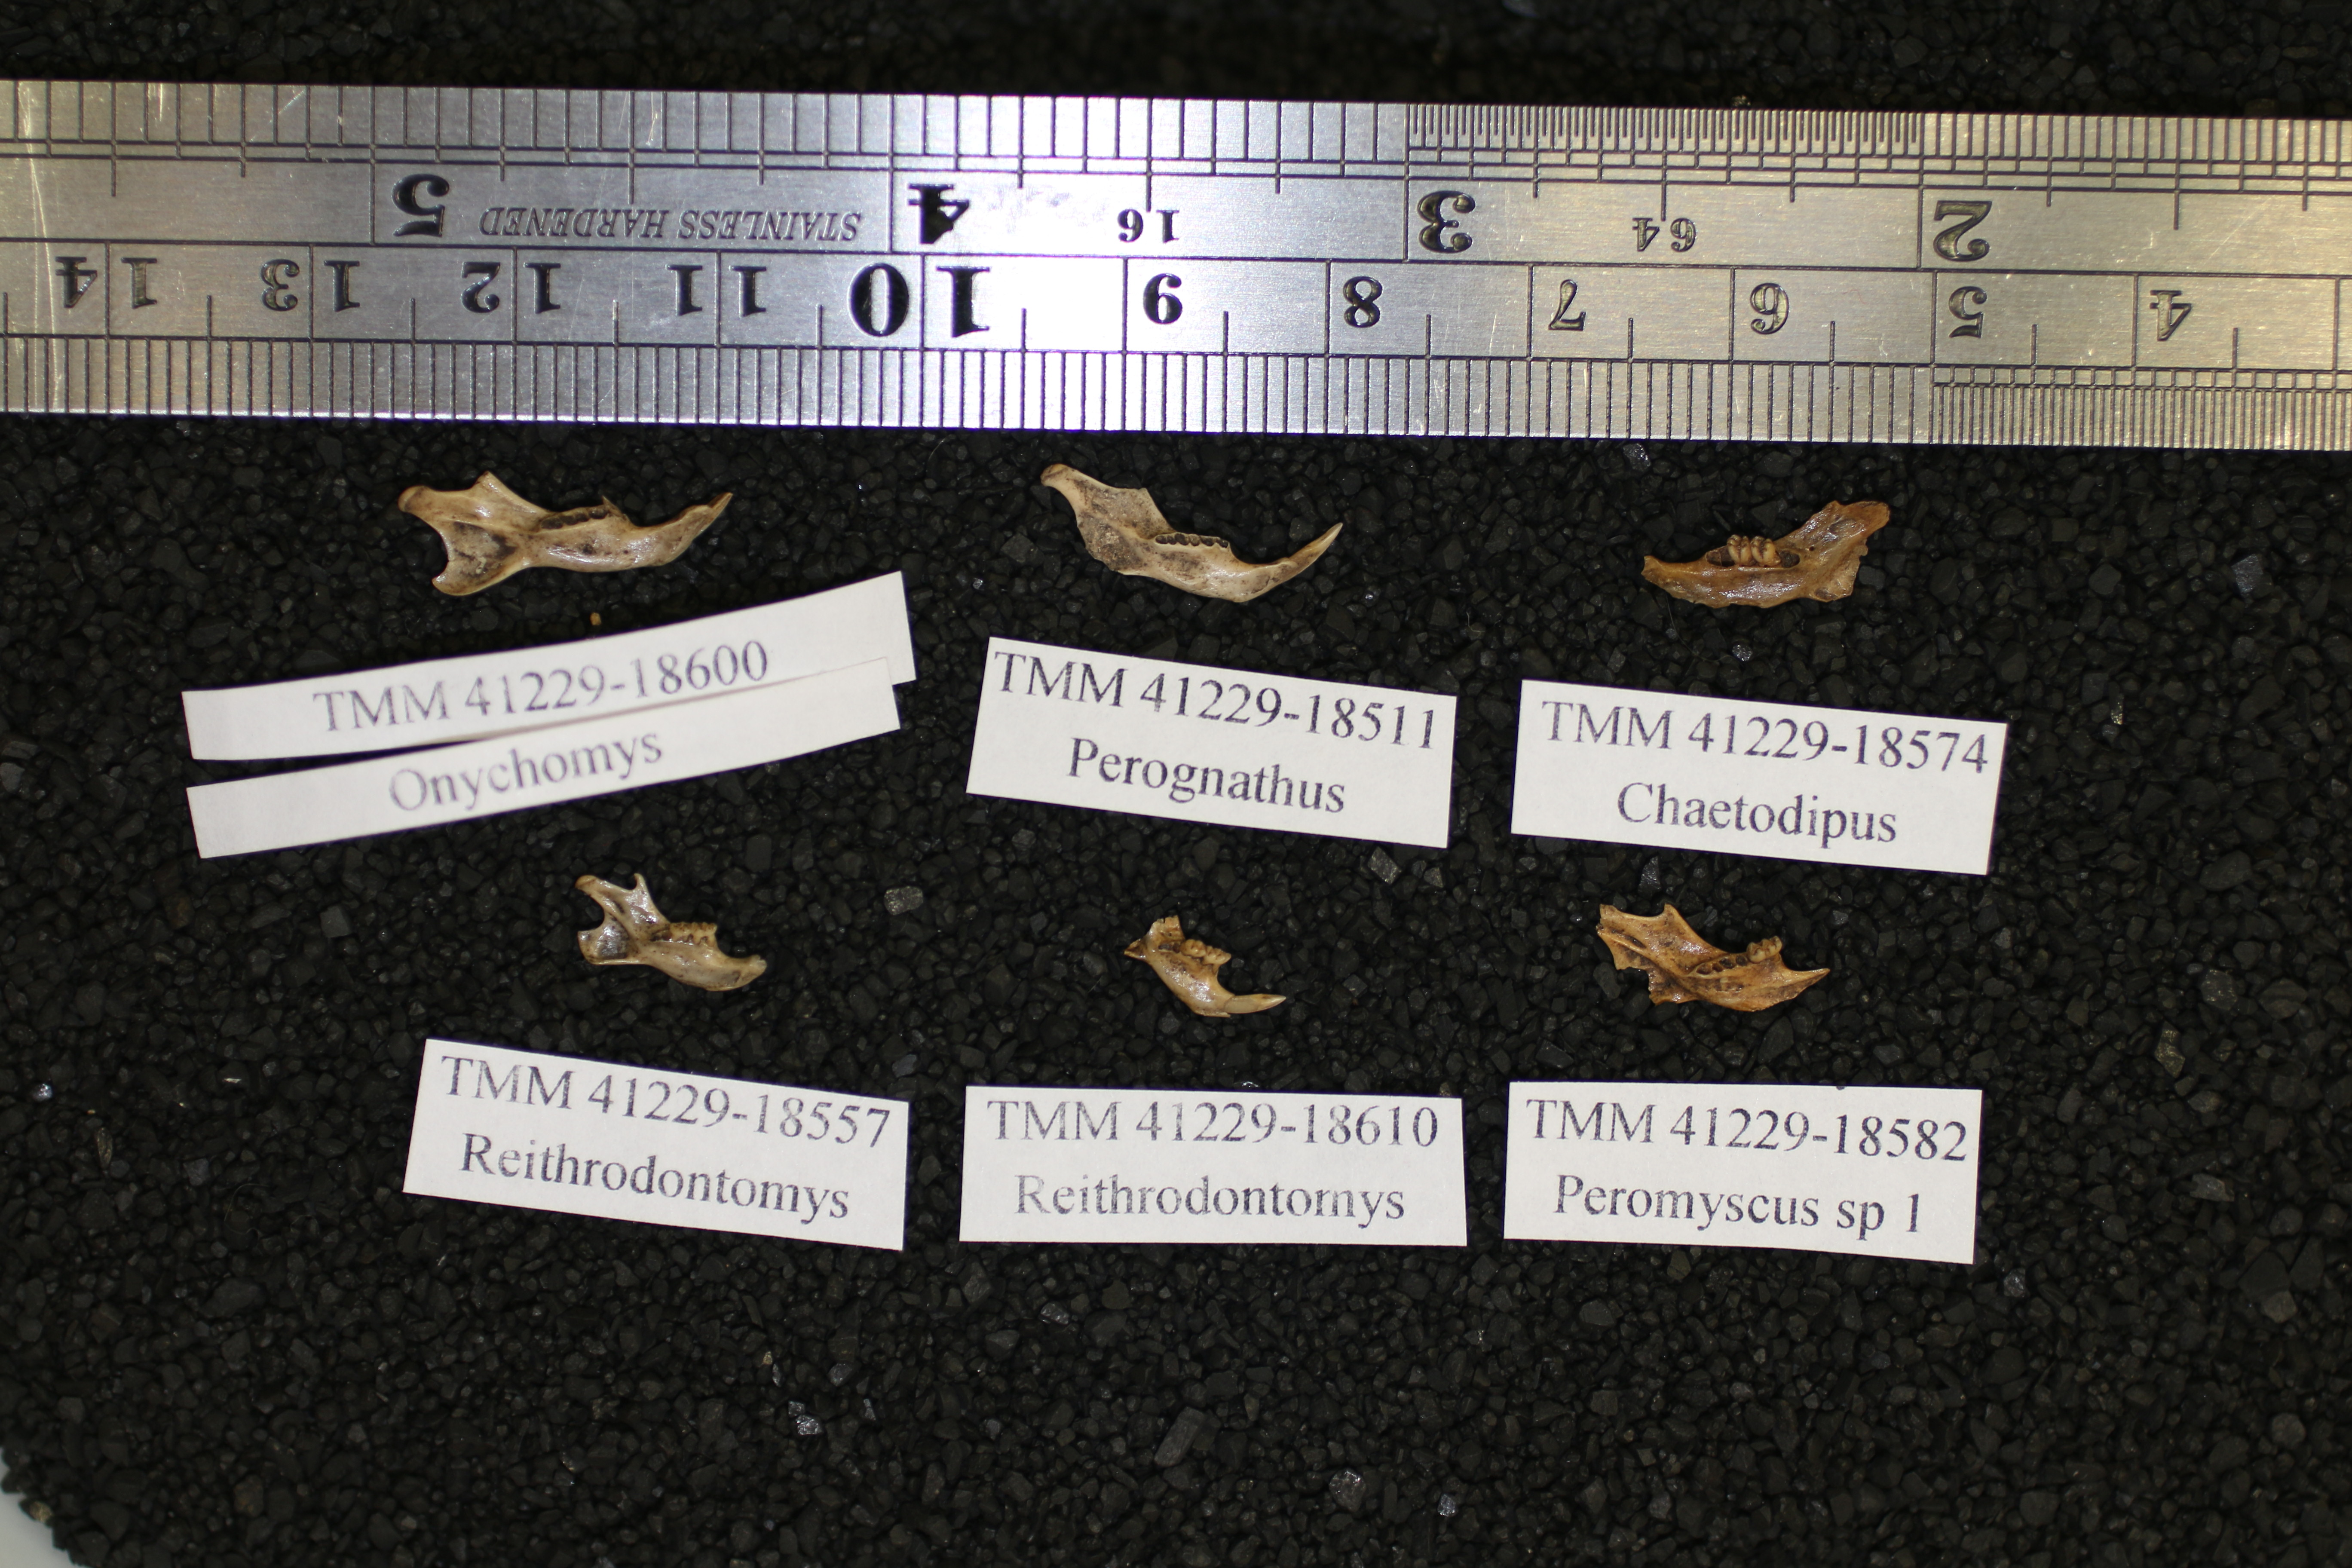 5 STAINLESS HARDENED 4 16 3 64 2
14 13 12 11 10 9 8 7 6 5 4
TMM 41229-18600
Onychomys
TMM 41229-18511
Perognathus
TMM 41229-18574
Chaetodipus
TMM 41229-18557
Reithrodontomys
TMM 41229-18610
Reithrodontomys
TMM 41229-18582
Peromyscus sp 1